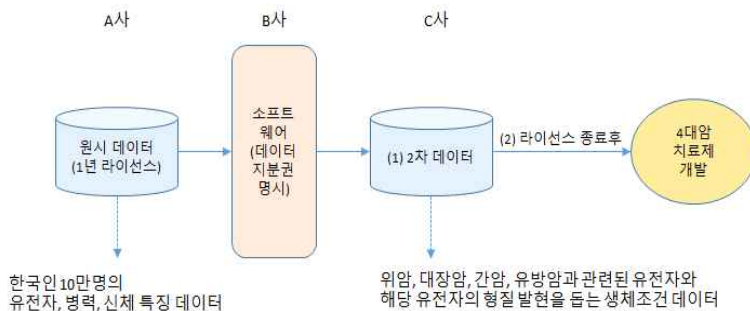 A사
B사
C사
원시 데이터
(1년 라이선스)
소프트
웨어
(데이터
지분권
명시)
(1) 2차 데이터
(2) 라이선스 종료후
4대암
치료제
개발
한국인 10만명의
유전자, 병력, 신체 특징 데이터
위암, 대장암, 간암, 유방암과 관련된 유전자와
해당 유전자의 형질 발현을 돕는 생체조건 데이터